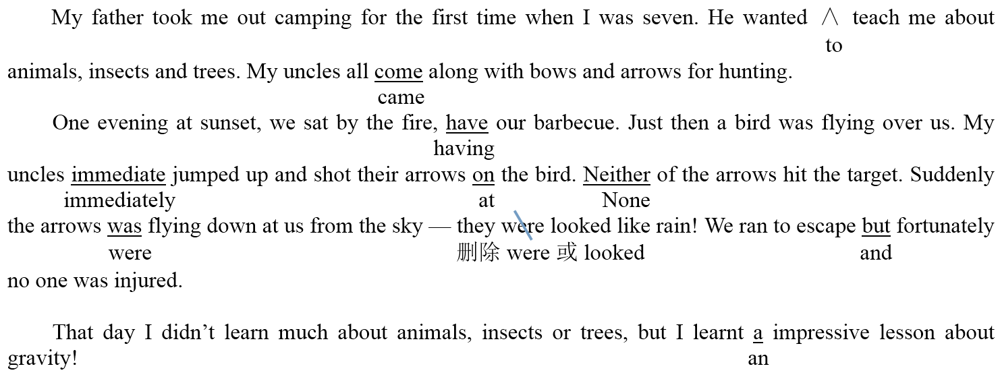 My father took me out camping for the first time when I was seven. He wanted ∧ teach me about
to
animals, insects and trees. My uncles all come along with bows and arrows for hunting.
came
One evening at sunset, we sat by the fire, have our barbecue. Just then a bird was flying over us. My
having
uncles immediate jumped up and shot their arrows on the bird. Neither of the arrows hit the target. Suddenly
immediately at None
the arrows was flying down at us from the sky — they were looked like rain! We ran to escape but fortunately
were 删除 were 或 looked and
no one was injured.
That day I didn't learn much about animals, insects or trees, but I learnt a impressive lesson about
gravity! an